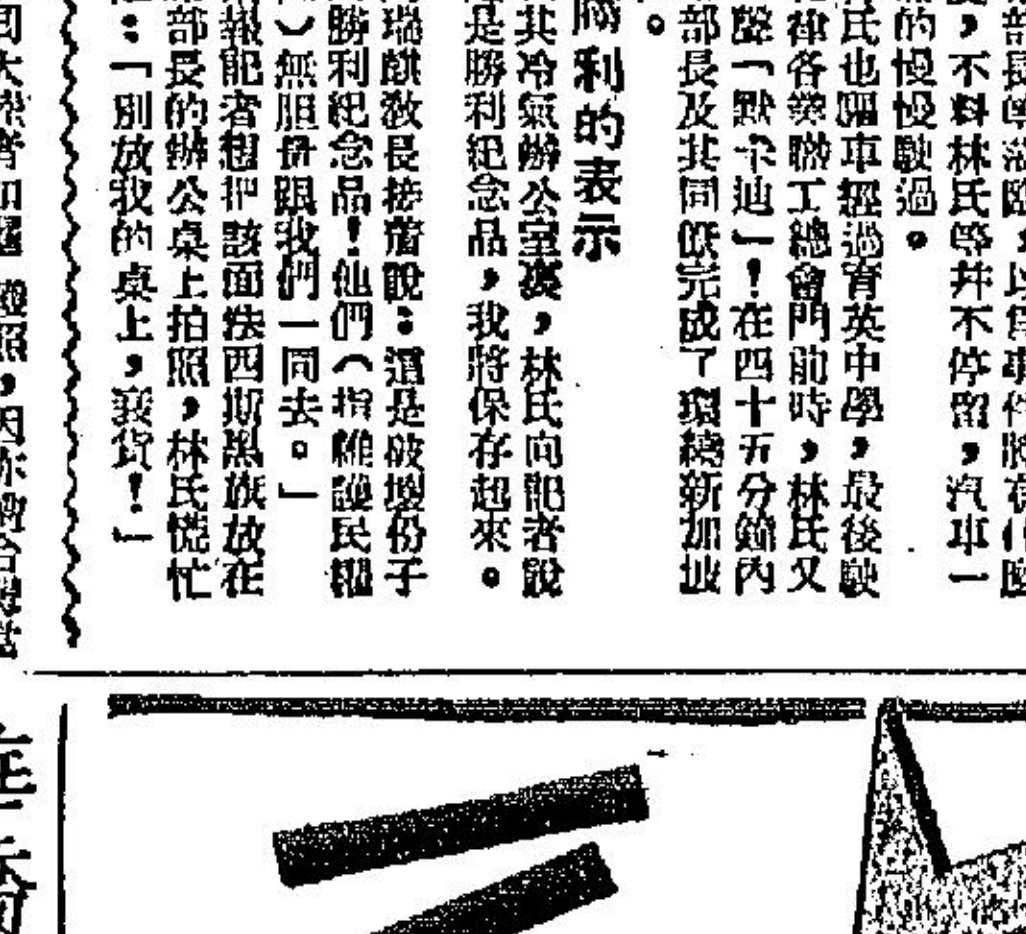 ,不料林氏等并不停留,汽車一
的慢慢駛過。
氏也驅車經過育英中學,最後駛
律各業職工總會門前時,林氏又
聲「默卡迪」!在四十五分鐘內
部長及其同僚完成了環繞新加坡
。
勝利的表示
其冷氣辦公室裏,林氏向記者說
是勝利紀念品,我將保存起來。
瑞麒敎長接着說:這是破壞份子
勝利紀念品!他們(指維護民權
)無胆量跟我們一同去。」
報記者想把該面法西斯黑旗放在
部長的辦公桌上拍照,林氏慌忙
:「別放我的桌上,衰貨!」
照,因